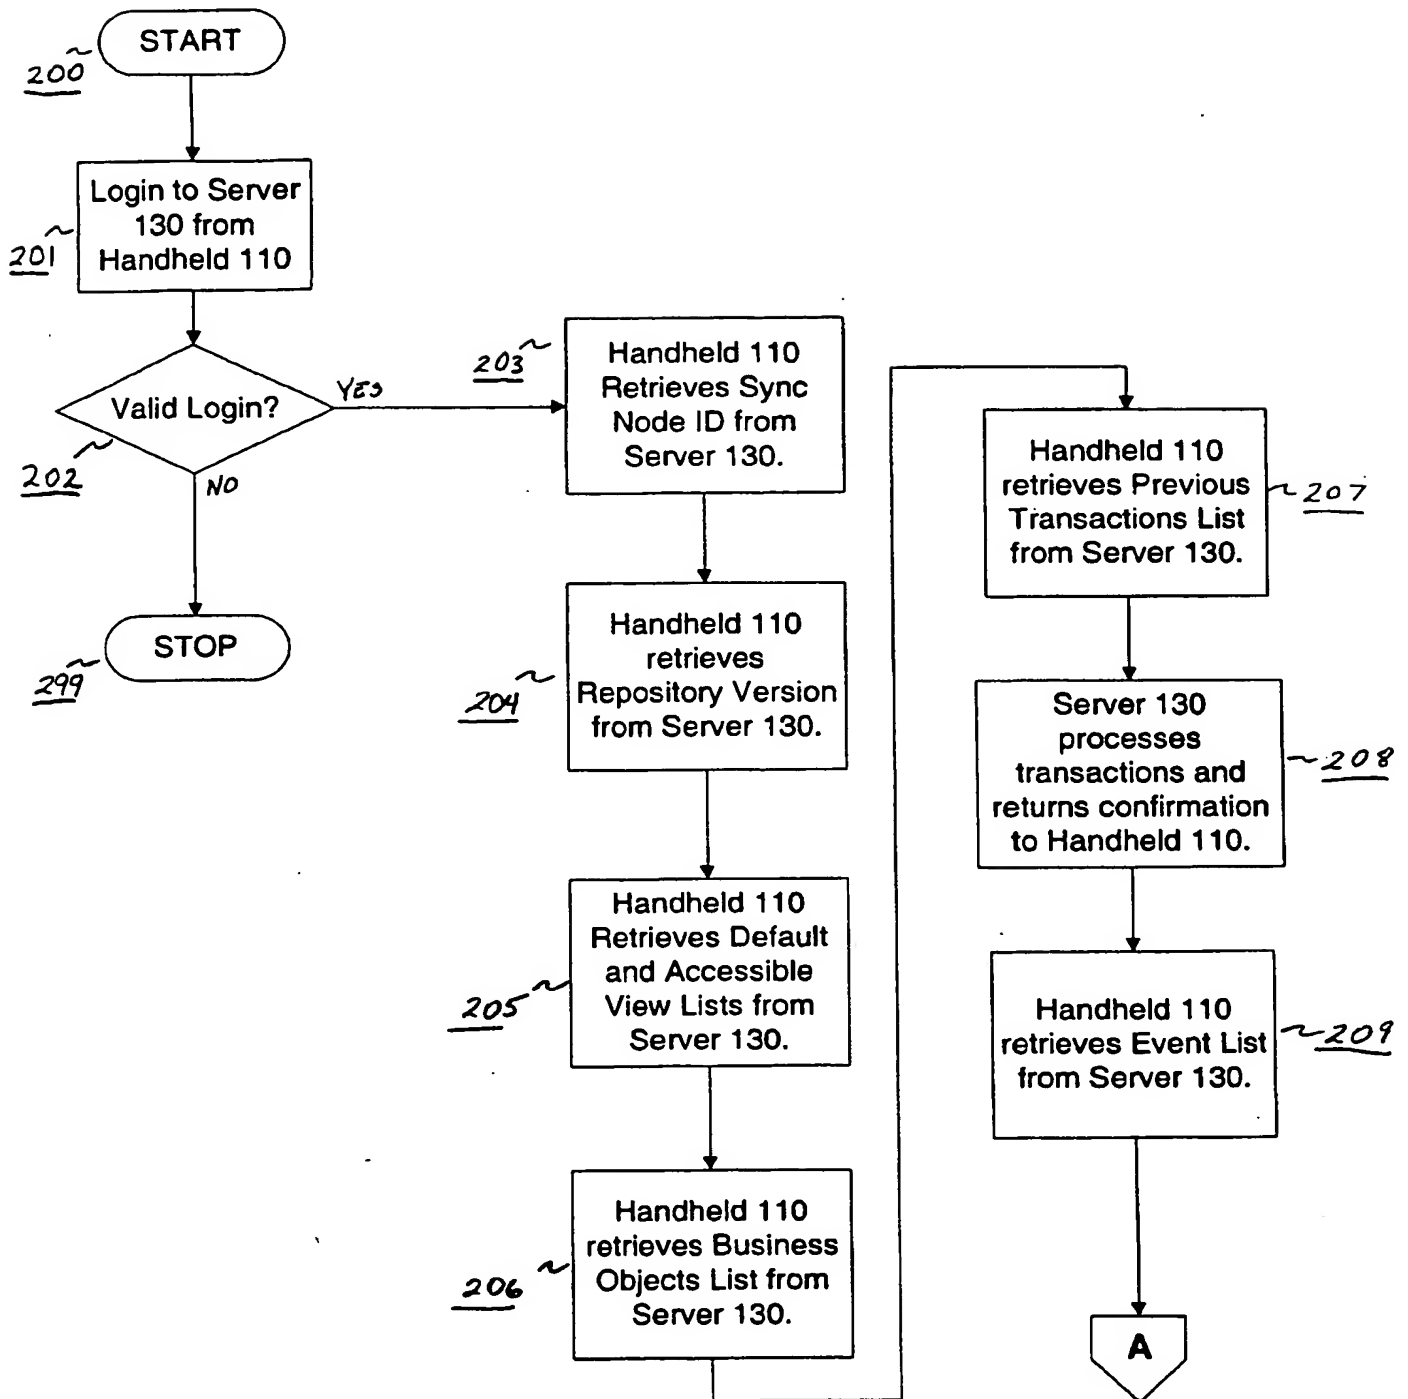 START
200
Login to Server
130 from
Handheld 110
201
Valid Login?
YES
202
NO
STOP
299
203
Handheld 110
Retrieves Sync
Node ID from
Server 130.
Handheld 110
retrieves
Repository Version
from Server 130.
204
Handheld 110
Retrieves Default
and Accessible
View Lists from
Server 130.
205
Handheld 110
retrieves Business
Objects List from
Server 130.
206
Handheld 110
retrieves Previous
Transactions List
from Server 130.
207
Server 130
processes
transactions and
returns confirmation
to Handheld 110.
208
Handheld 110
retrieves Event List
from Server 130.
209
A